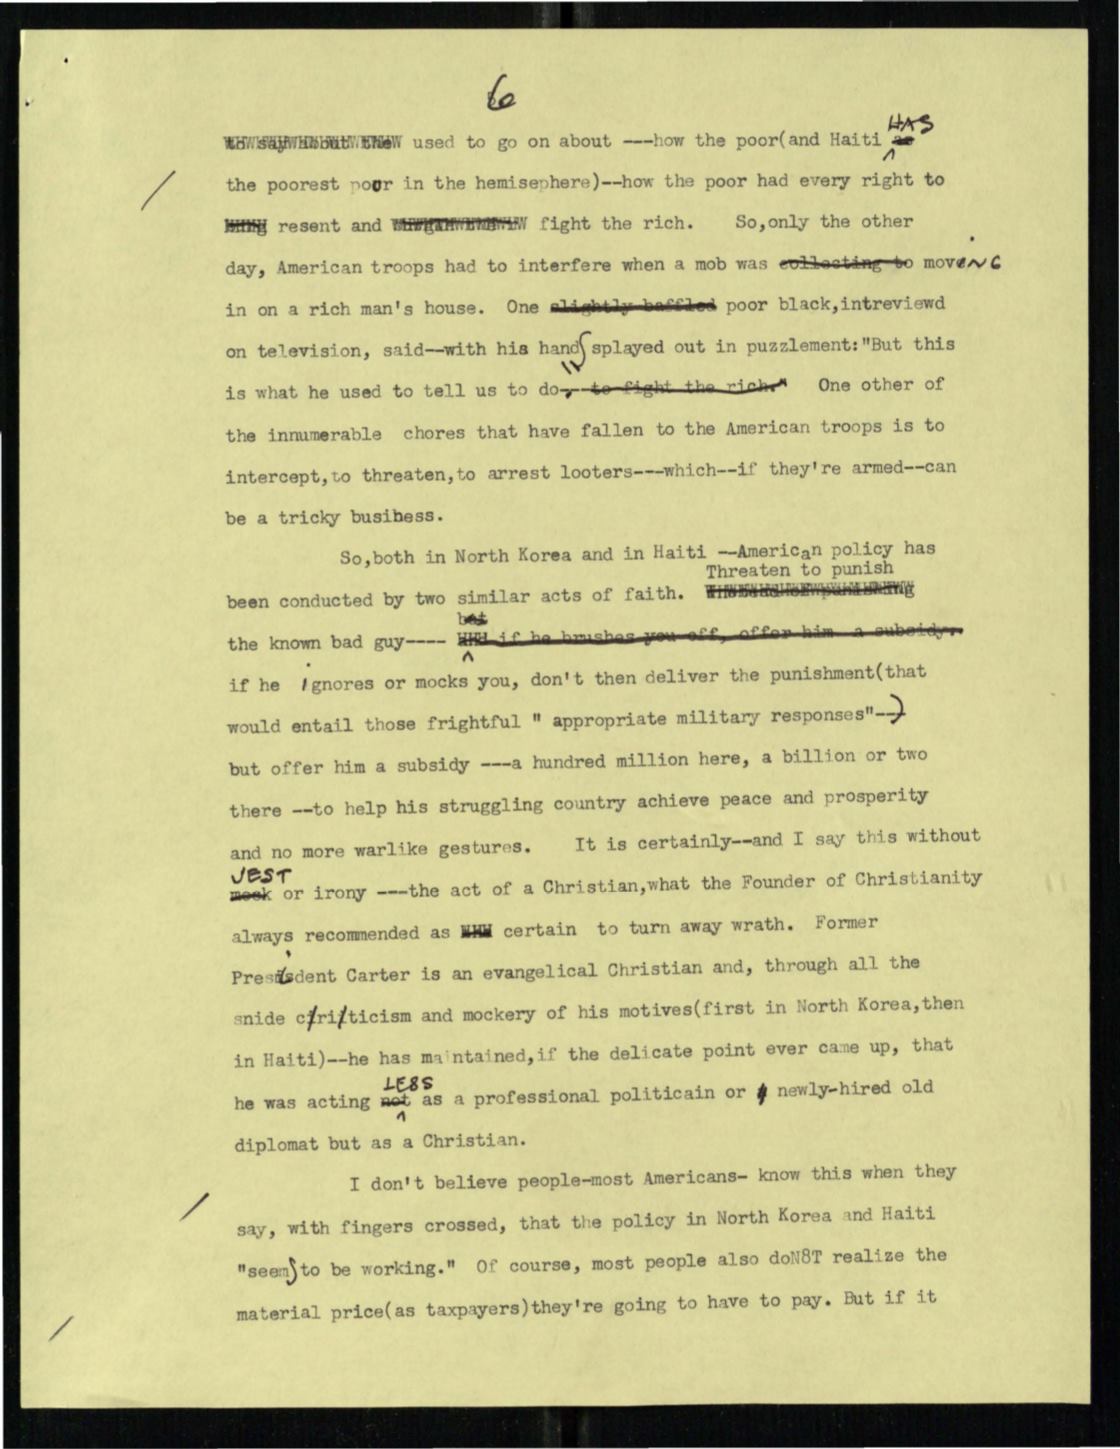 6
used to go on about ---how the poor(and Haiti HAS
the poorest poor in the hemisephere)--how the poor had every right to
resent and fight the rich. So,only the other
day, American troops had to interfere when a mob was collecting to movING
in on a rich man's house. One slightly baffled poor black,intreviewd
on television, said--with his hands splayed out in puzzlement:"But this
is what he used to tell us to do",--to fight the rich." One other of
the innumerable chores that have fallen to the American troops is to
intercept,to threaten,to arrest looters---which--if they're armed--can
be a tricky busihess.
So,both in North Korea and in Haiti --American policy has
Threaten to punish
been conducted by two similar acts of faith.
but
the known bad guy---- if he brushes you off, offer him a subsidy.
if he ignores or mocks you, don't then deliver the punishment(that
would entail those frightful " appropriate military responses"--)
but offer him a subsidy ---a hundred million here, a billion or two
there --to help his struggling country achieve peace and prosperity
and no more warlike gestures. It is certainly--and I say this without
JEST
mock or irony ---the act of a Christian,what the Founder of Christianity
always recommended as certain to turn away wrath. Former
President Carter is an evangelical Christian and, through all the
snide criticism and mockery of his motives(first in North Korea,then
in Haiti)--he has maintained,if the delicate point ever came up, that
LESS
he was acting not as a professional politicain or newly-hired old
diplomat but as a Christian.
I don't believe people-most Americans- know this when they
say, with fingers crossed, that the policy in North Korea and Haiti
"seems to be working." Of course, most people also doN8T realize the
material price(as taxpayers)they're going to have to pay. But if it